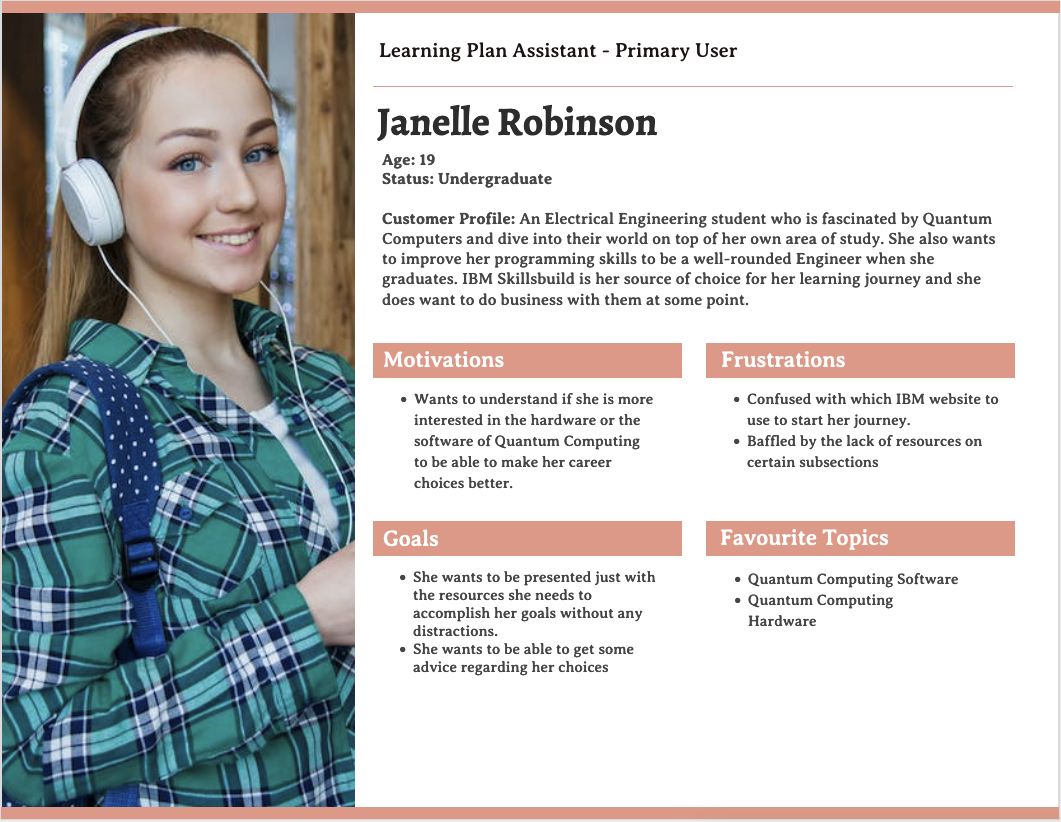 Learning Plan Assistant - Primary User
Janelle Robinson
Age: 19
Status: Undergraduate
Customer Profile: An Electrical Engineering student who is fascinated by Quantum
Computers and dive into their world on top of her own area of study. She also wants
to improve her programming skills to be a well-rounded Engineer when she
graduates. IBM Skillsbuild is her source of choice for her learning journey and she
does want to do business with them at some point.
Motivations
• Wants to understand if she is more
interested in the hardware or the
software of Quantum Computing
to be able to make her career
choices better.
Frustrations
• Confused with which IBM website to
use to start her journey.
• Baffled by the lack of resources on
certain subsections
Goals
• She wants to be presented just with
the resources she needs to
accomplish her goals without any
distractions.
• She wants to be able to get some
advice regarding her choices
Favourite Topics
• Quantum Computing Software
• Quantum Computing
Hardware